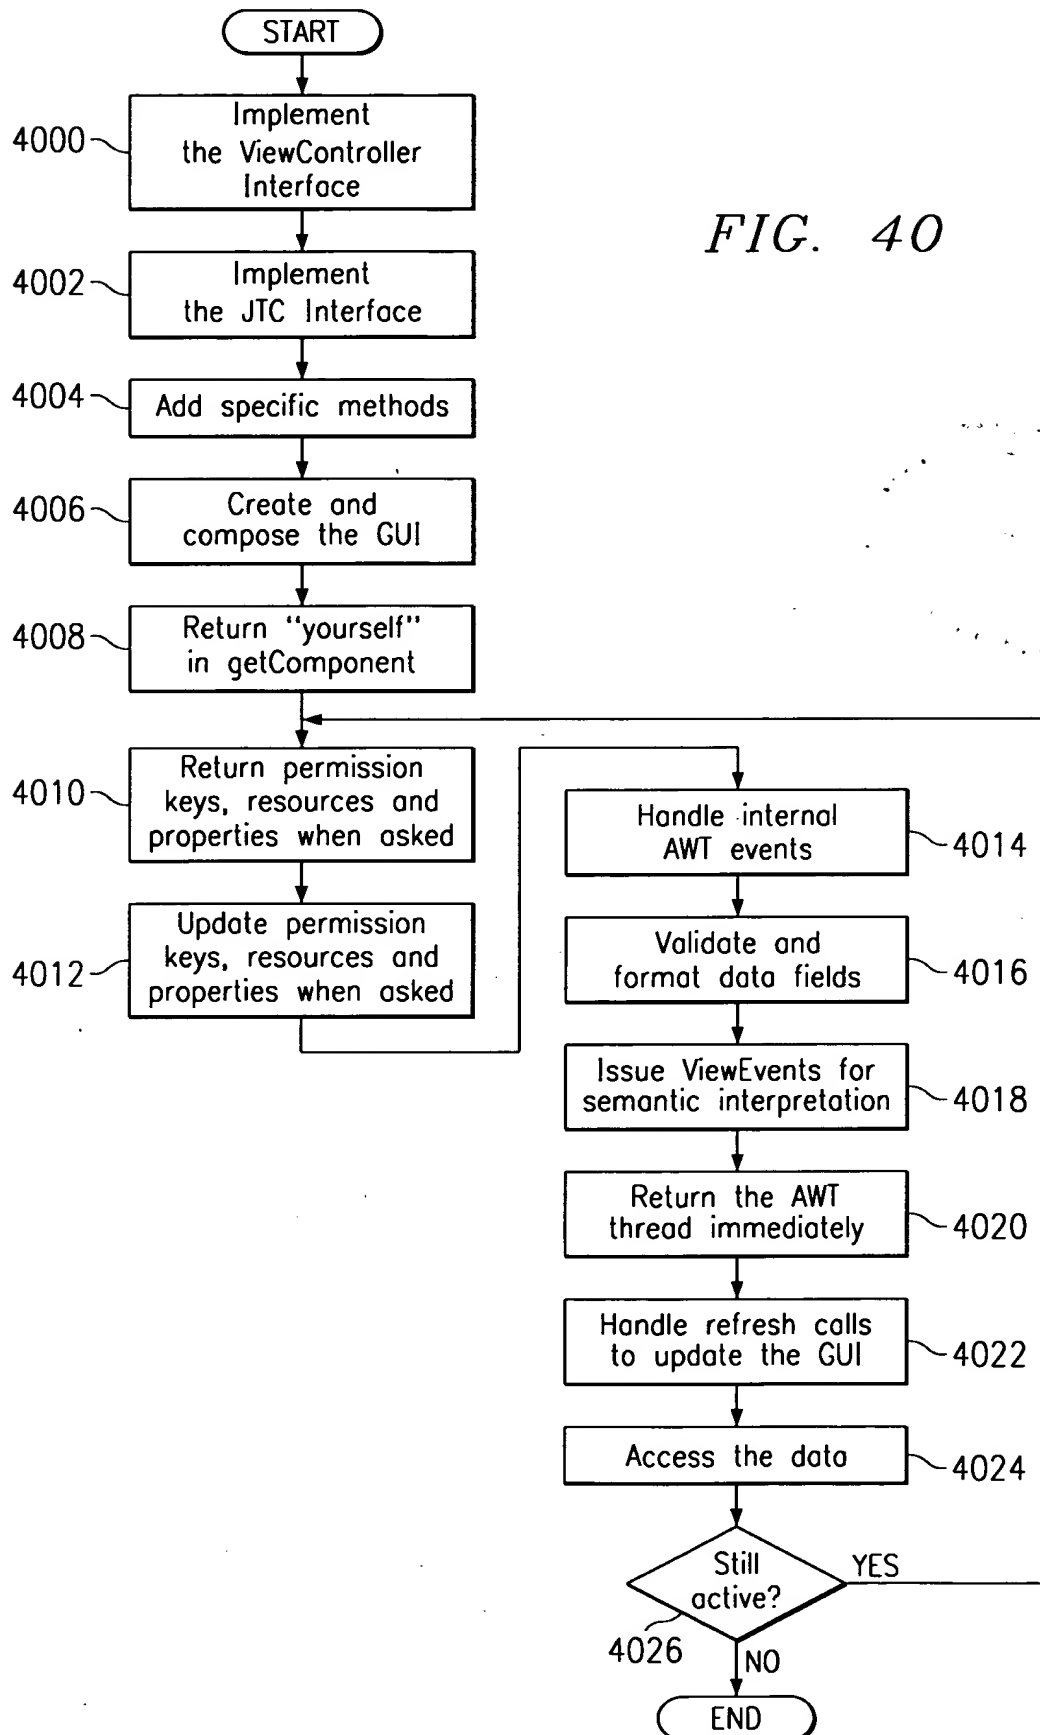 START
4000
Implement
the ViewController
Interface
FIG. 40
4002
Implement
the JTC Interface
4004
Add specific methods
4006
Create and
compose the GUI
4008
Return "yourself"
in getComponent
4010
Return permission
keys, resources and
properties when asked
4012
Update permission
keys, resources and
properties when asked
Handle internal
AWT events
4014
Validate and
format data fields
4016
Issue ViewEvents for
semantic interpretation
4018
Return the AWT
thread immediately
4020
Handle refresh calls
to update the GUI
4022
Access the data
4024
Still
active?
YES
4026
NO
END